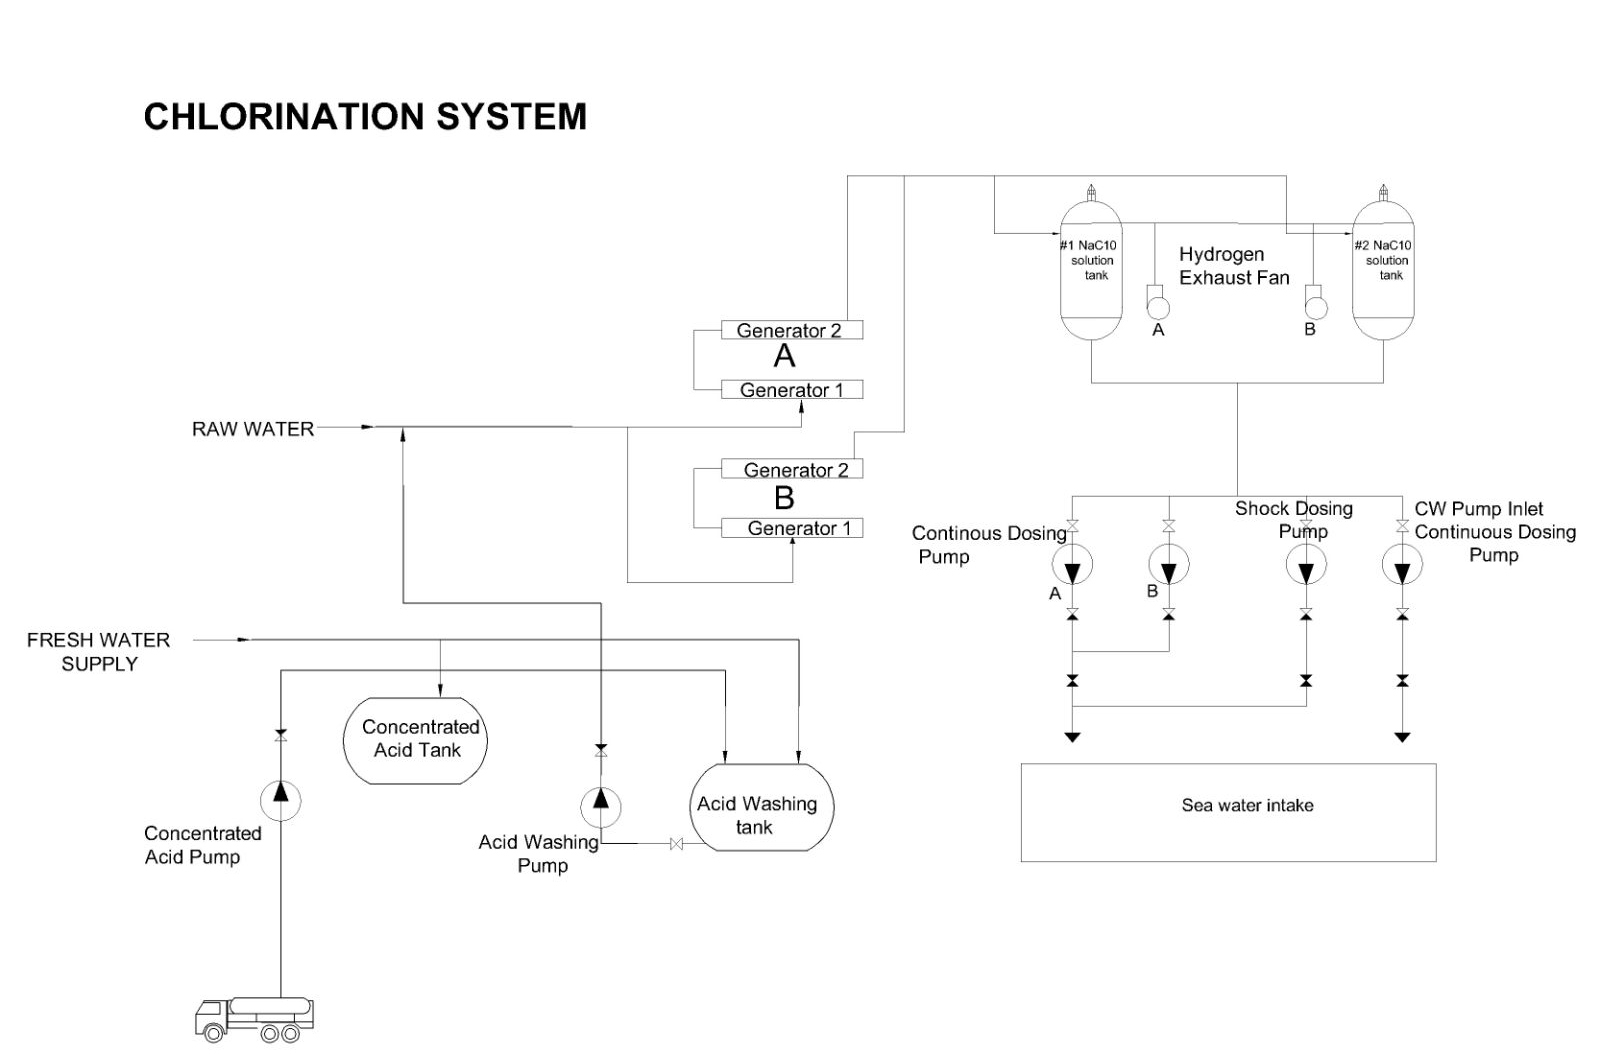 CHLORINATION SYSTEM
#1 NaC10
solution
tank
Hydrogen
Exhaust Fan
#2 NaC10
solution
tank
A
B
Generator 2
A
Generator 1
RAW WATER
Generator 2
B
Generator 1
Continous Dosing
Pump
A
B
Shock Dosing
Pump
CW Pump Inlet
Continuous Dosing
Pump
FRESH WATER
SUPPLY
Concentrated
Acid Tank
Concentrated
Acid Pump
Acid Washing
Pump
Acid Washing
tank
Sea water intake